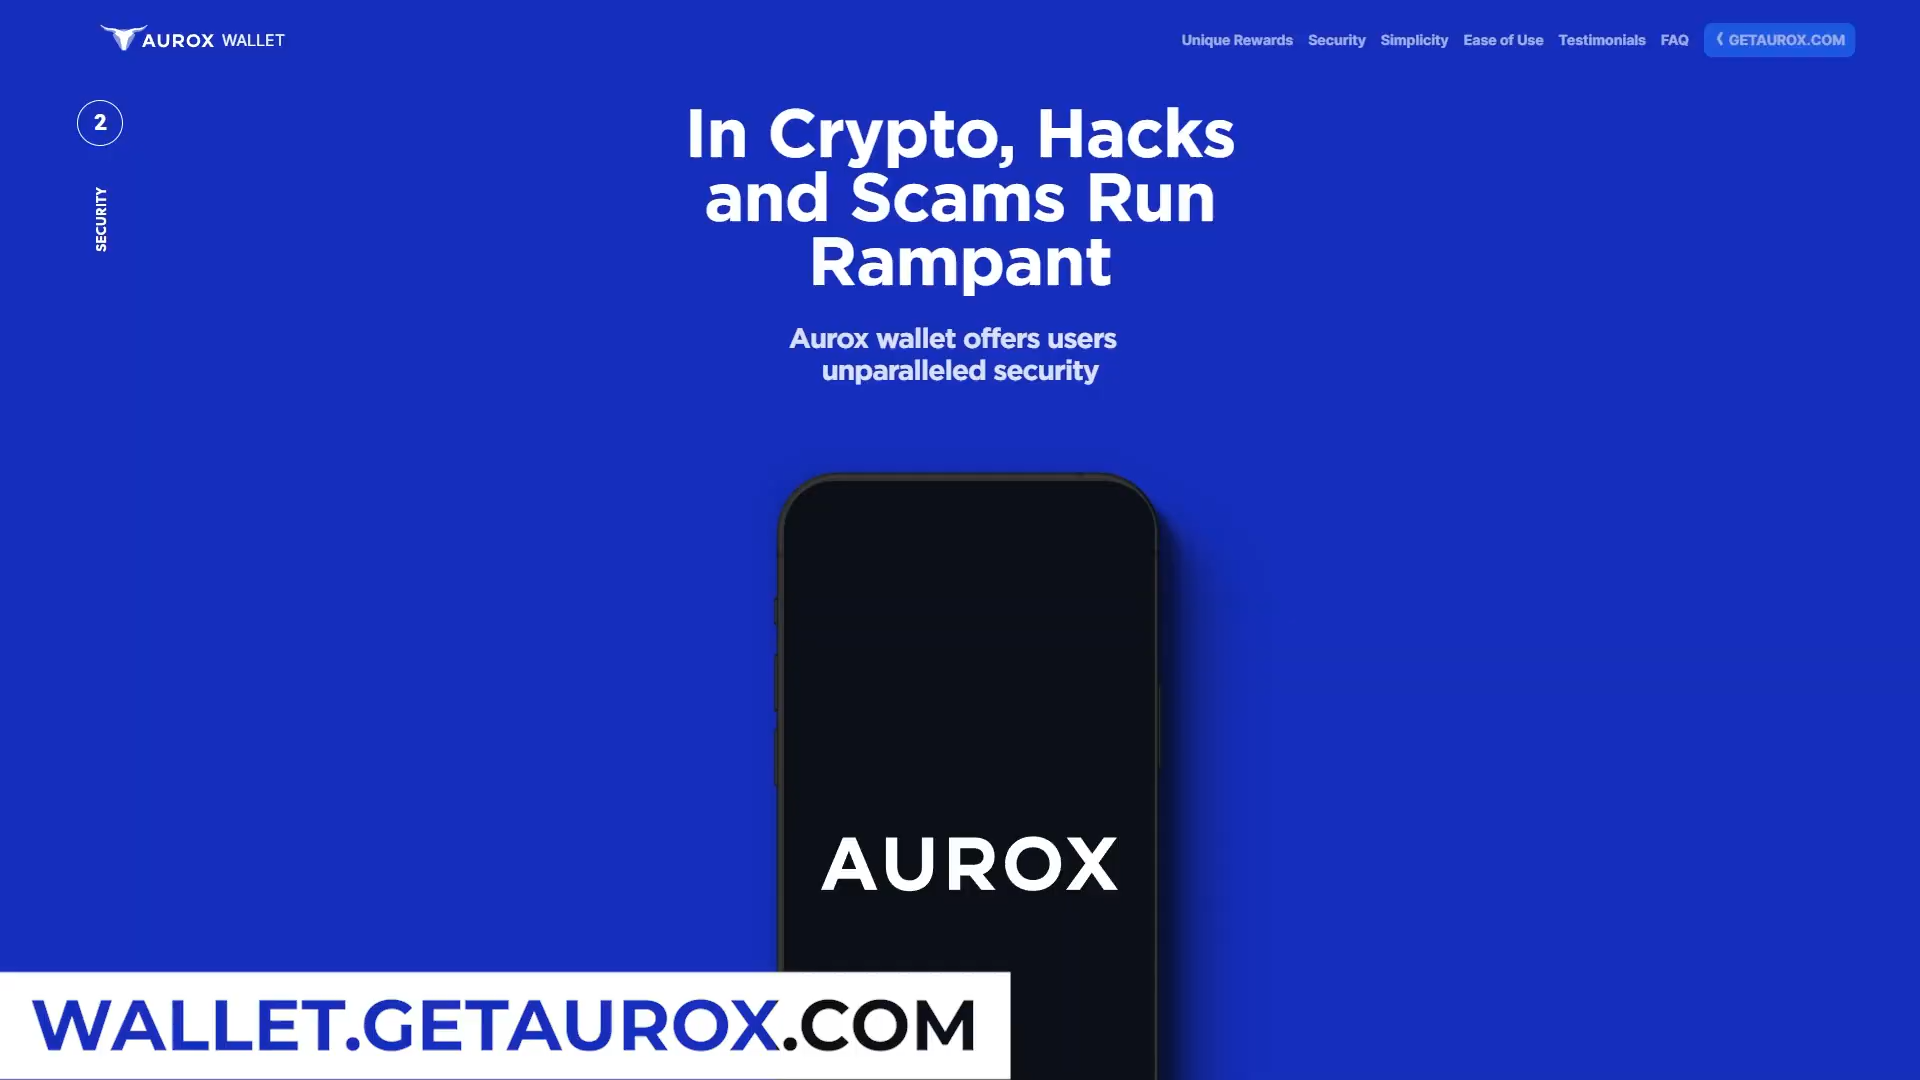 AUROX WALLET
Unique Rewards Security Simplicity Ease of Use Testimonials FAQ GETAUROX.COM
2
SECURITY
In Crypto, Hacks
and Scams Run
Rampant
Aurox wallet offers users
unparalleled security
AUROX
WALLET.GETAUROX.COM